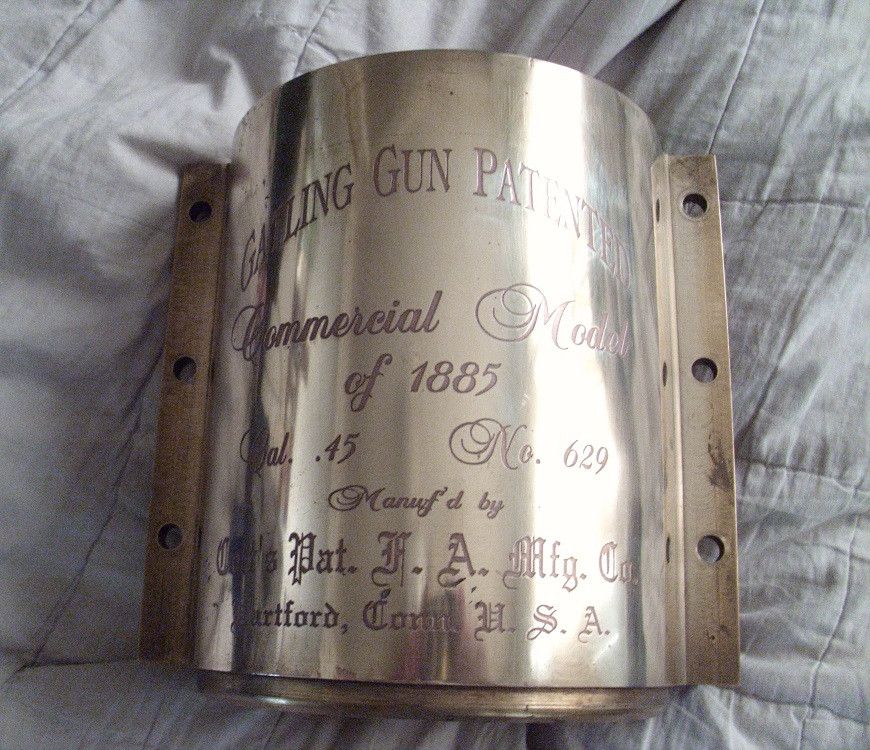 GATLING GUN PATENTED
Commercial Model
of 1885
Cal. .45 No. 629
Manuf'd by
Colt's Pat. F. A. Mfg. Co.
Hartford, Conn. U. S. A.